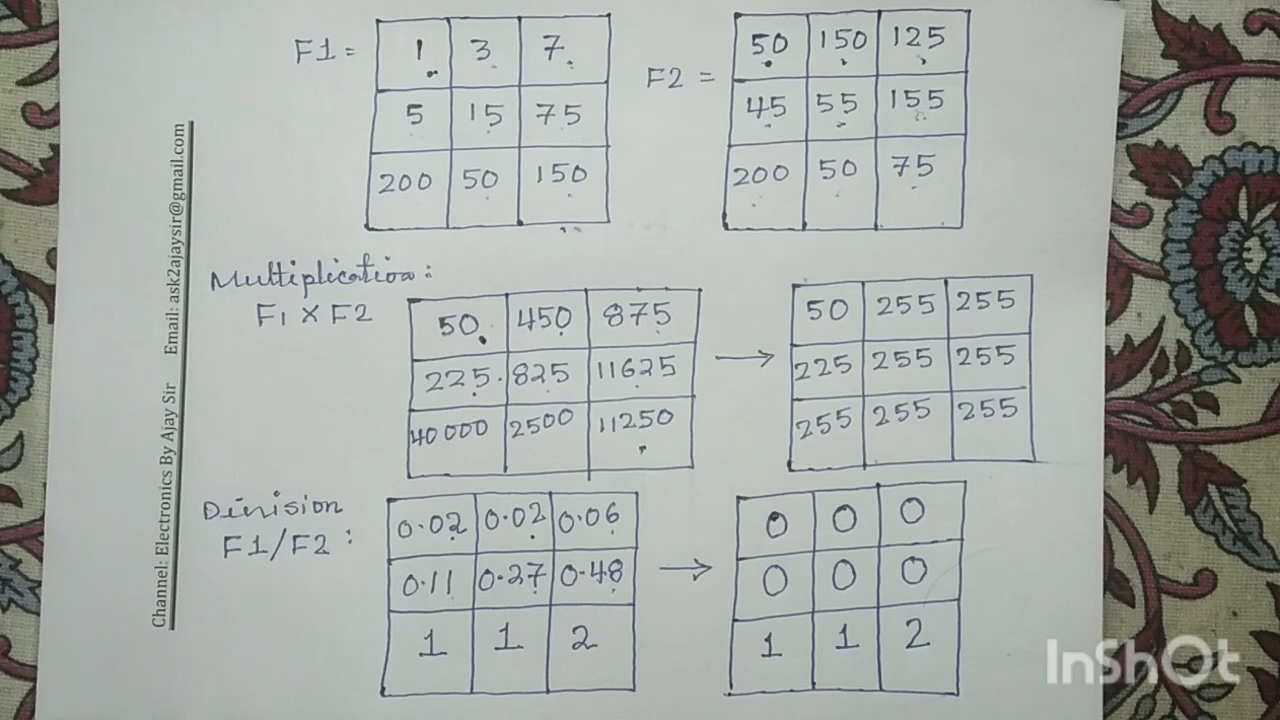 F1 =
1 3 7
5 15 75
200 50 150
F2 =
50 150 125
45 55 155
200 50 75
Multiplication:
F1 X F2
50 450 875
225 825 11625
40000 2500 11250
→
50 255 255
225 255 255
255 255 255
Division
F1/F2 :
0.02 0.02 0.06
0.11 0.27 0.48
1 1 2
→
0 0 0
0 0 0
1 1 2
Channel: Electronics By Ajay Sir Email: ask2ajaysir@gmail.com
InShOt